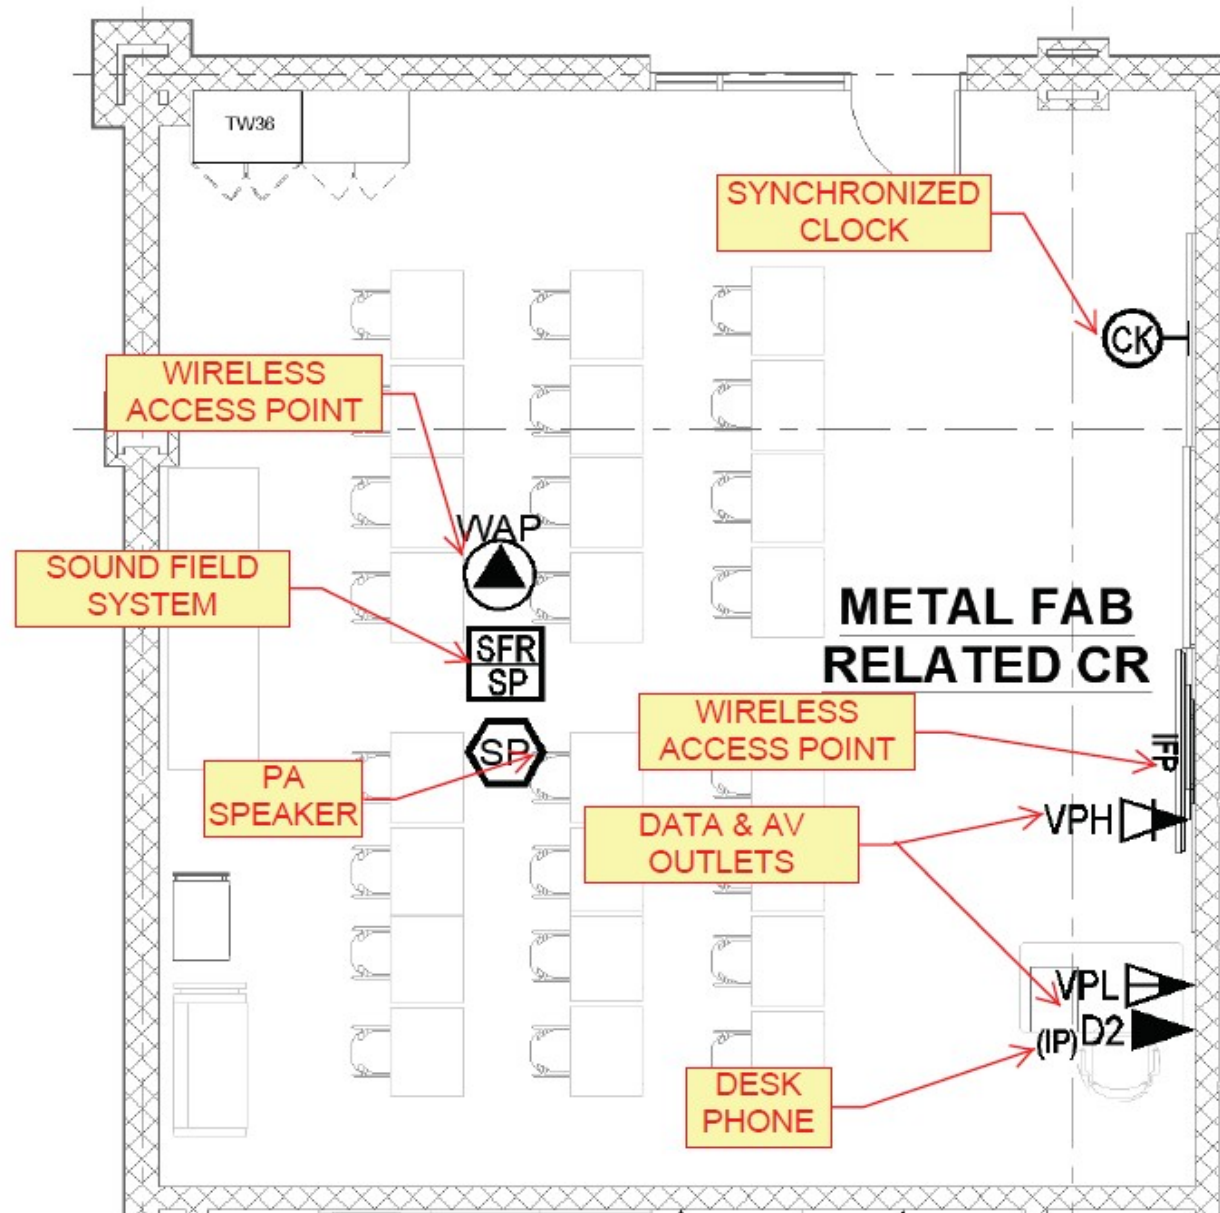 TW36
SYNCHRONIZED
CLOCK
CK
WIRELESS
ACCESS POINT
WAP
SOUND FIELD
SYSTEM
SFR
SP
METAL FAB
RELATED CR
WIRELESS
ACCESS POINT
IFP
SP
PA
SPEAKER
DATA & AV
OUTLETS
VPH
VPL
D2
(IP)
DESK
PHONE